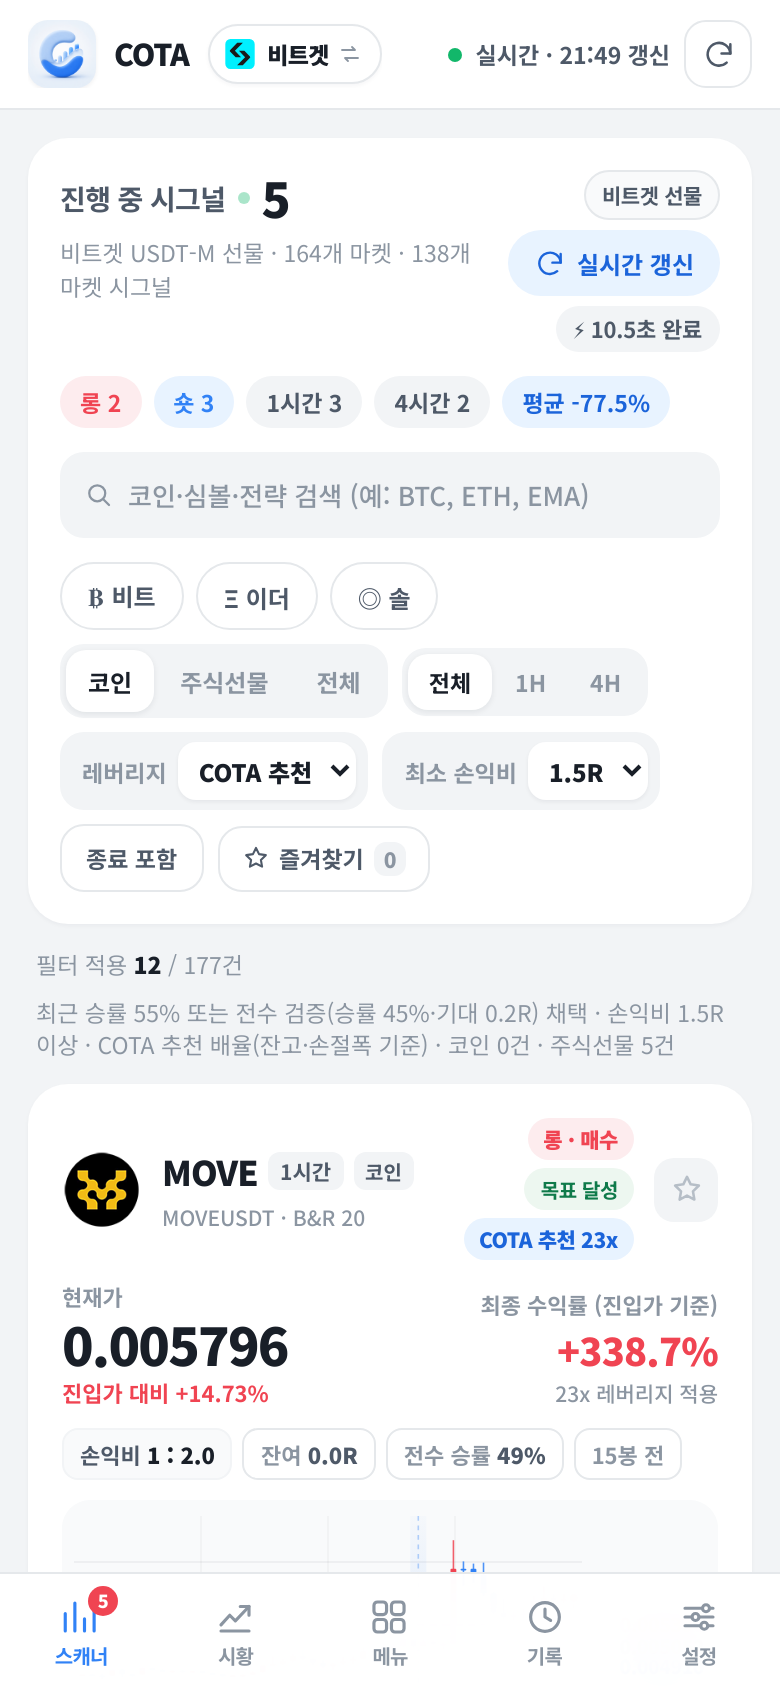 COTA 비트겟 실시간 · 21:49 갱신
진행 중 시그널 5
비트겟 선물
비트겟 USDT-M 선물 · 164개 마켓 · 138개
마켓 시그널
실시간 갱신
⚡ 10.5초 완료
롱 2 숏 3 1시간 3 4시간 2 평균 -77.5%
코인·심볼·전략 검색 (예: BTC, ETH, EMA)
₿ 비트 Ξ 이더 ◎ 솔
코인 주식선물 전체 전체 1H 4H
레버리지 COTA 추천 최소 손익비 1.5R
종료 포함 즐겨찾기 0
필터 적용 12 / 177건
최근 승률 55% 또는 전수 검증(승률 45%·기대 0.2R) 채택 · 손익비 1.5R
이상 · COTA 추천 배율(잔고·손절폭 기준) · 코인 0건 · 주식선물 5건
롱 · 매수
MOVE 1시간 코인
목표 달성
MOVEUSDT · B&R 20
COTA 추천 23x
현재가
최종 수익률 (진입가 기준)
0.005796
+338.7%
진입가 대비 +14.73%
23x 레버리지 적용
손익비 1 : 2.0 잔여 0.0R 전수 승률 49% 15봉 전
5
스캐너 시황 메뉴 기록 설정